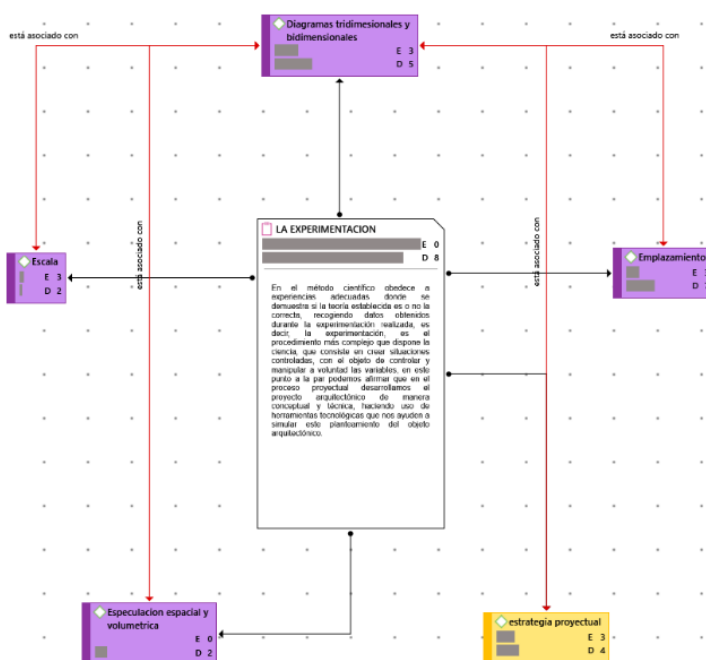 Diagramas tridimesionales y
bidimensionales
E 3
D 5
está asociado con
está asociado con
LA EXPERIMENTACION
E 0
D 8
En el método científico obedece a
experiencias adecuadas donde se
demuestra si la teoría establecida es o no la
correcta, recogiendo datos obtenidos
durante la experimentación realizada, es
decir, la experimentación, es el
procedimiento más complejo que dispone la
ciencia, que consiste en crear situaciones
controladas, con el objeto de controlar y
manipular a voluntad las variables, en este
punto a la par podemos afirmar que en el
proceso proyectual desarrollamos el
proyecto arquitectónico de manera
conceptual y técnica, haciendo uso de
herramientas tecnológicas que nos ayuden a
simular este planteamiento del objeto
arquitectónico.
está asociado con
está asociado con
Escala
E 3
D 2
Emplazamiento
E
D
Especulacion espacial y
volumetrica
E 0
D 2
estrategia proyectual
E 3
D 4